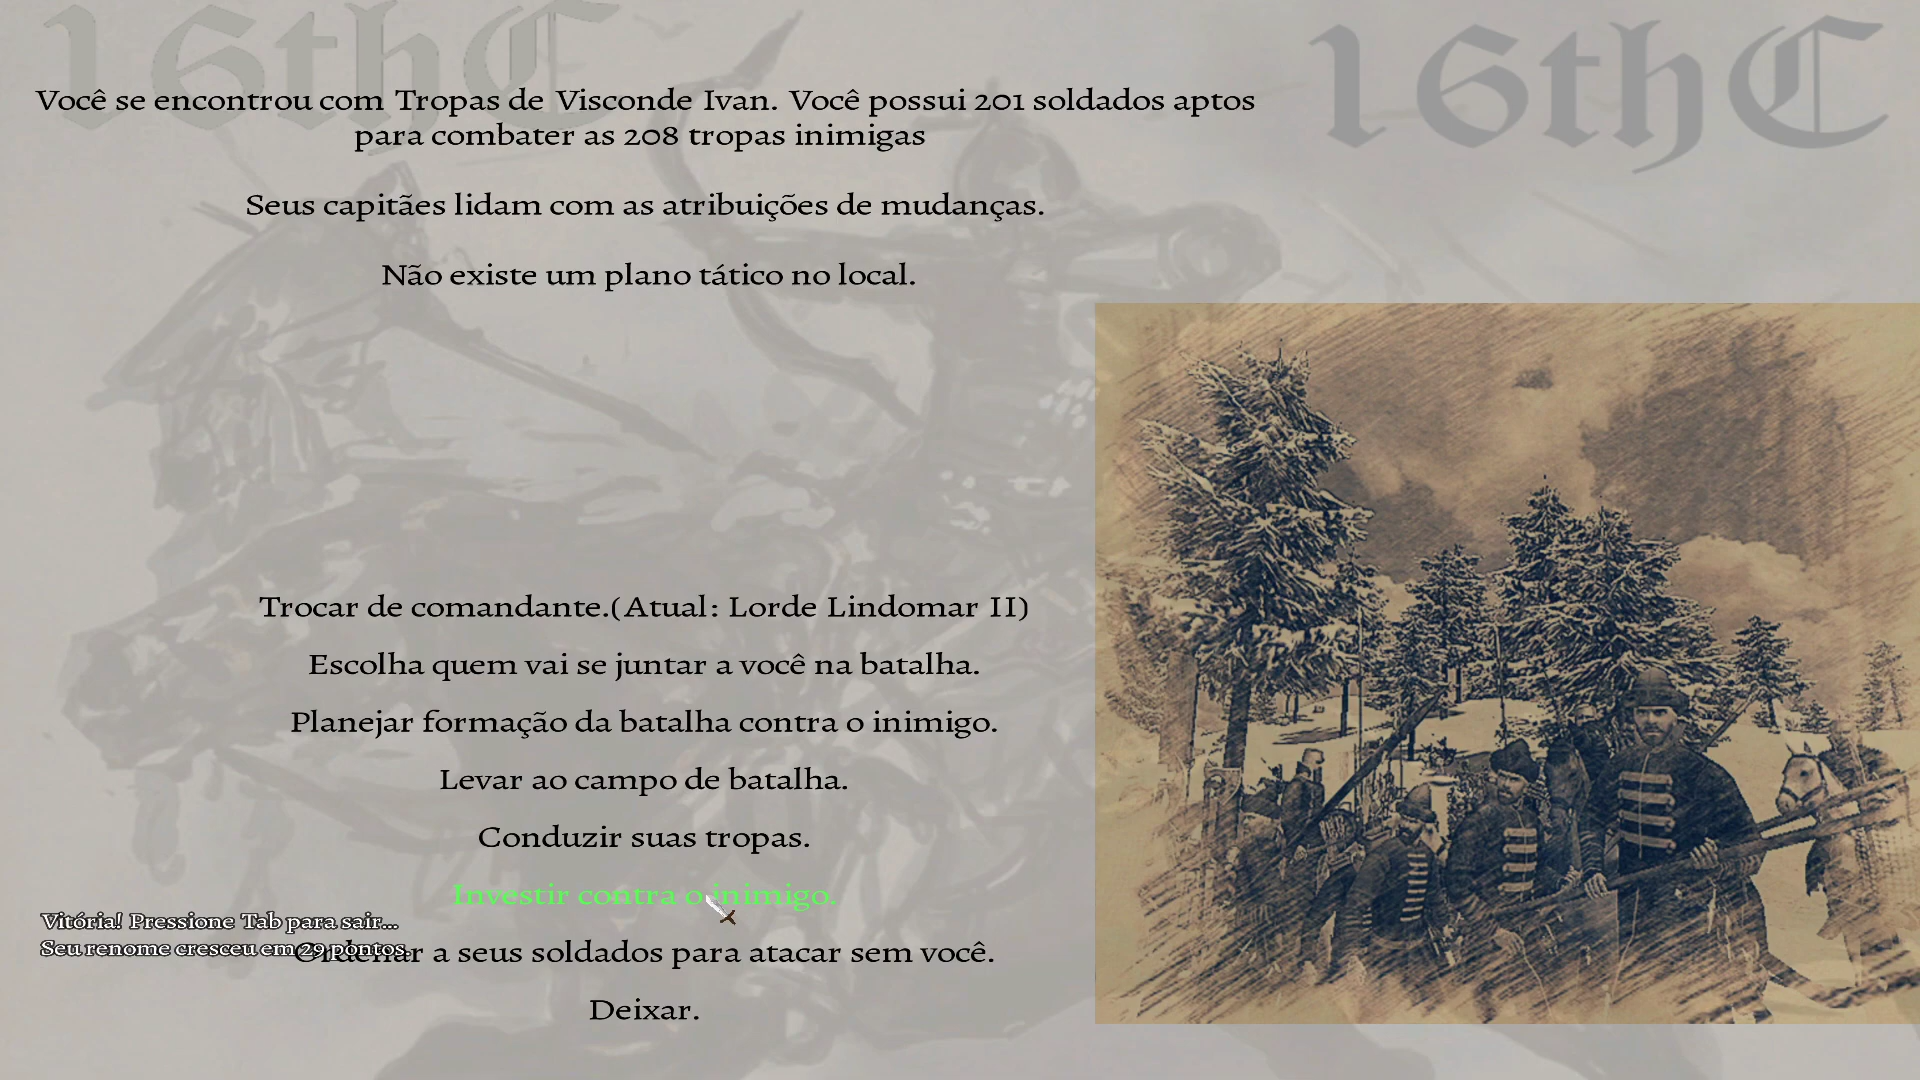 16thC
16thC
Você se encontrou com Tropas de Visconde Ivan. Você possui 201 soldados aptos
para combater as 208 tropas inimigas
Seus capitães lidam com as atribuições de mudanças.
Não existe um plano tático no local.
Trocar de comandante.(Atual: Lorde Lindomar II)
Escolha quem vai se juntar a você na batalha.
Planejar formação da batalha contra o inimigo.
Levar ao campo de batalha.
Conduzir suas tropas.
Investir contra o inimigo.
Vitória! Pressione Tab para sair...
Seu renome cresceu em 29 pontos.
Ordenar a seus soldados para atacar sem você.
Deixar.